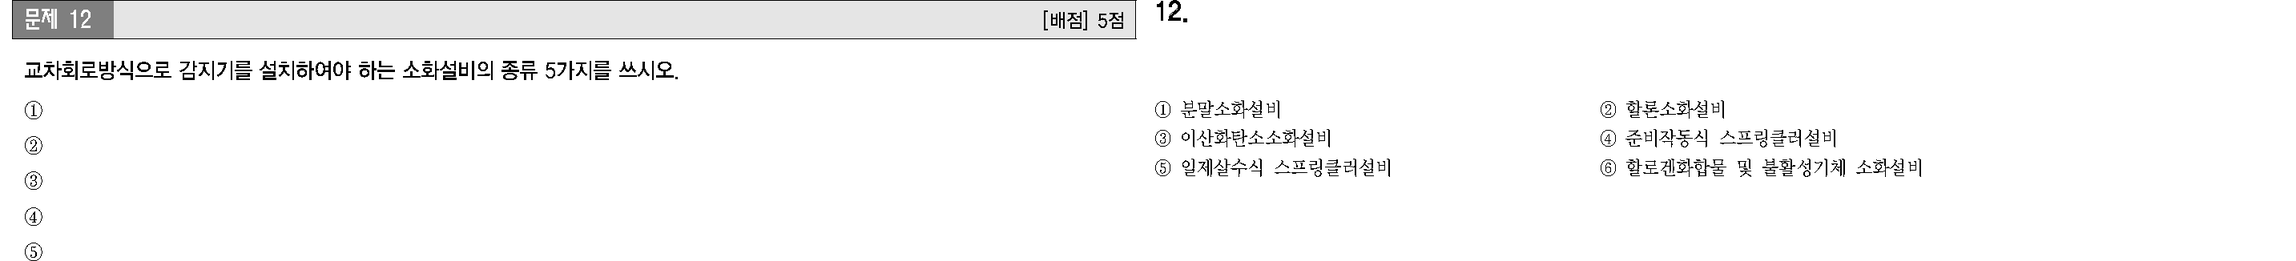 문제 12
[배점] 5점
교차회로방식으로 감지기를 설치하여야 하는 소화설비의 종류 5가지를 쓰시오.
①
②
③
④
⑤
12.
① 분말소화설비 ② 할론소화설비
③ 이산화탄소소화설비 ④ 준비작동식 스프링클러설비
⑤ 일제살수식 스프링클러설비 ⑥ 할로겐화합물 및 불활성기체 소화설비